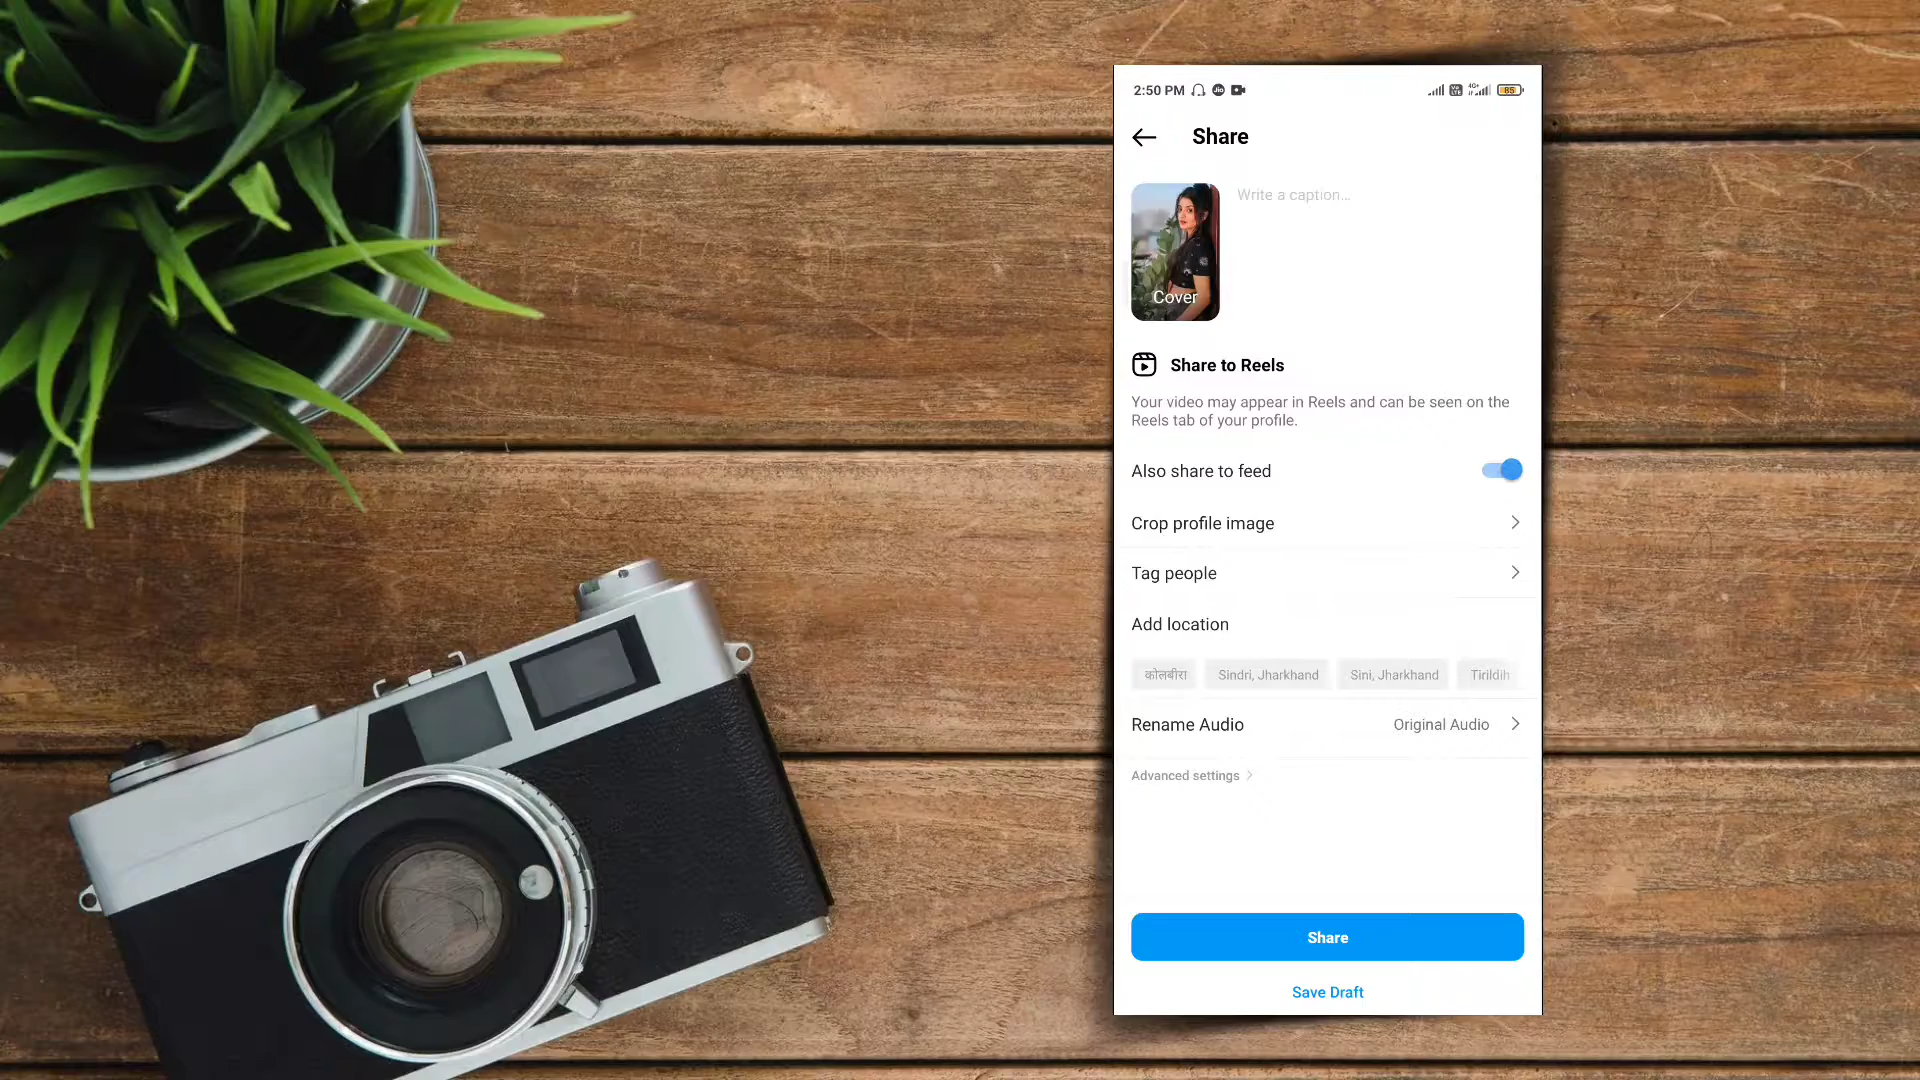 2:50 PM
85
Share
Write a caption...
Cover
Share to Reels
Your video may appear in Reels and can be seen on the
Reels tab of your profile.
Also share to feed
Crop profile image
Tag people
Add location
कोलबीरा Sindri, Jharkhand Sini, Jharkhand Tirildih
Rename Audio Original Audio
Advanced settings
Share
Save Draft